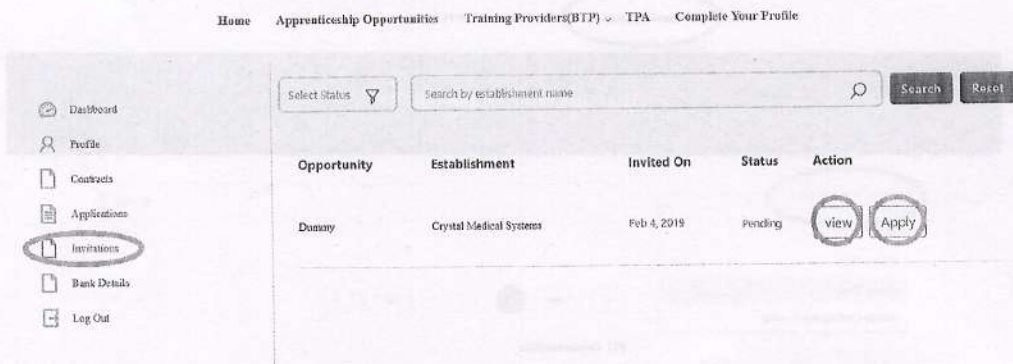 Home Apprenticeship Opportunities Training Providers(BTP) TPA Complete Your Profile
Select Status Search by establishment name Search Reset
Dashboard
Profile
Contracts
Applications
Invitations
Bank Details
Log Out
Opportunity Establishment Invited On Status Action
Dummy Crystal Medical Systems Feb 4, 2019 Pending view Apply